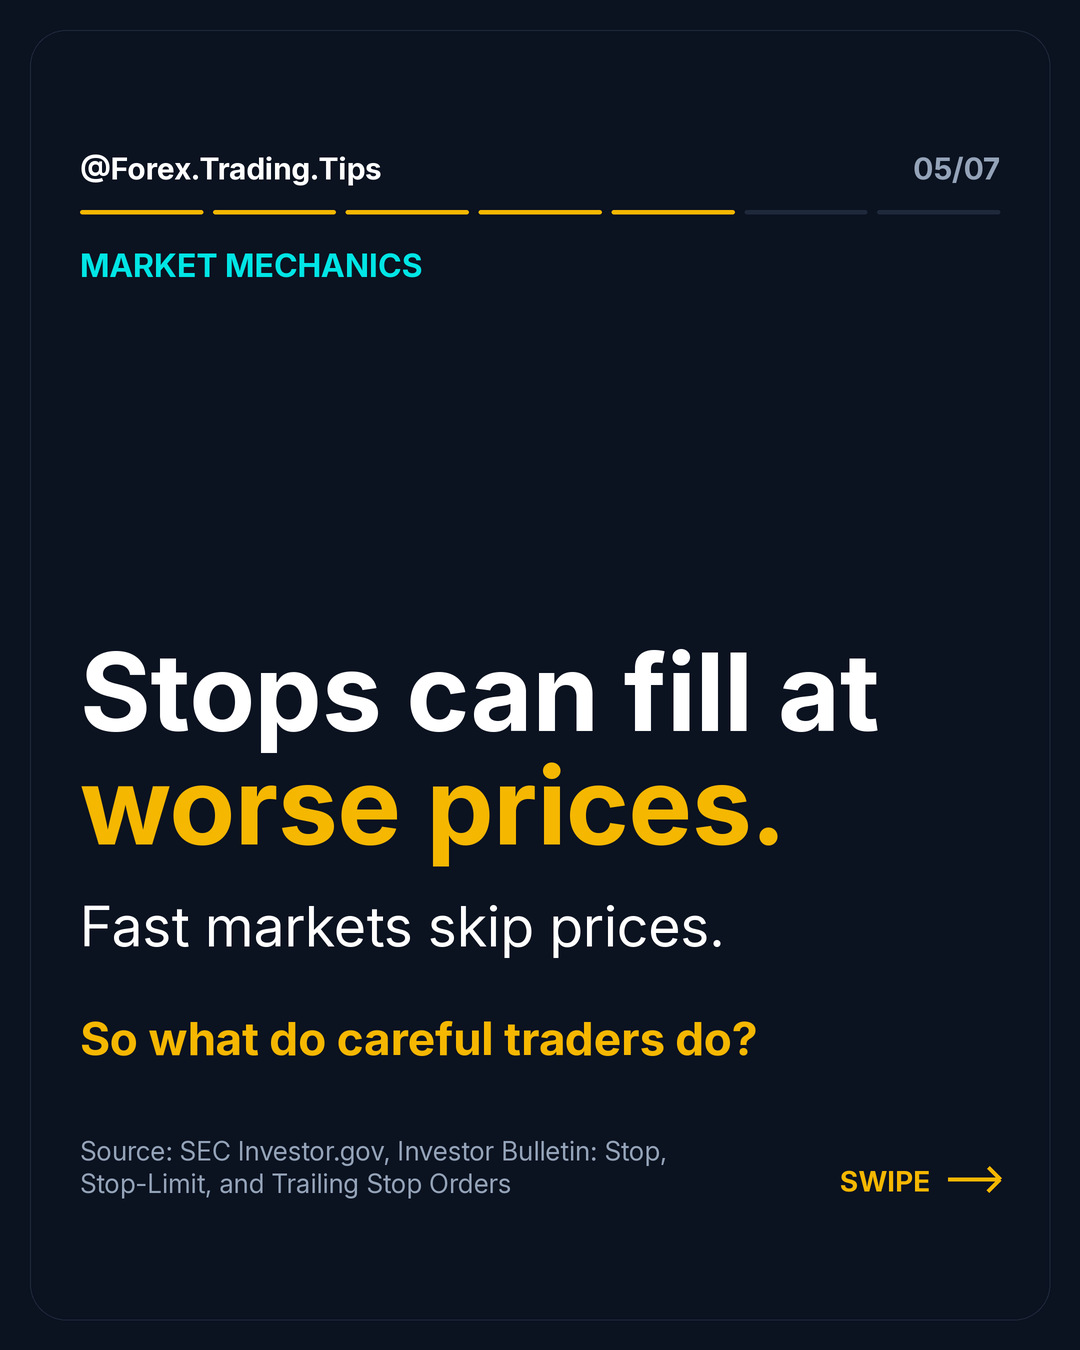 @Forex.Trading.Tips
05/07
MARKET MECHANICS
Stops can fill at
worse prices.
Fast markets skip prices.
So what do careful traders do?
Source: SEC Investor.gov, Investor Bulletin: Stop,
Stop-Limit, and Trailing Stop Orders
SWIPE